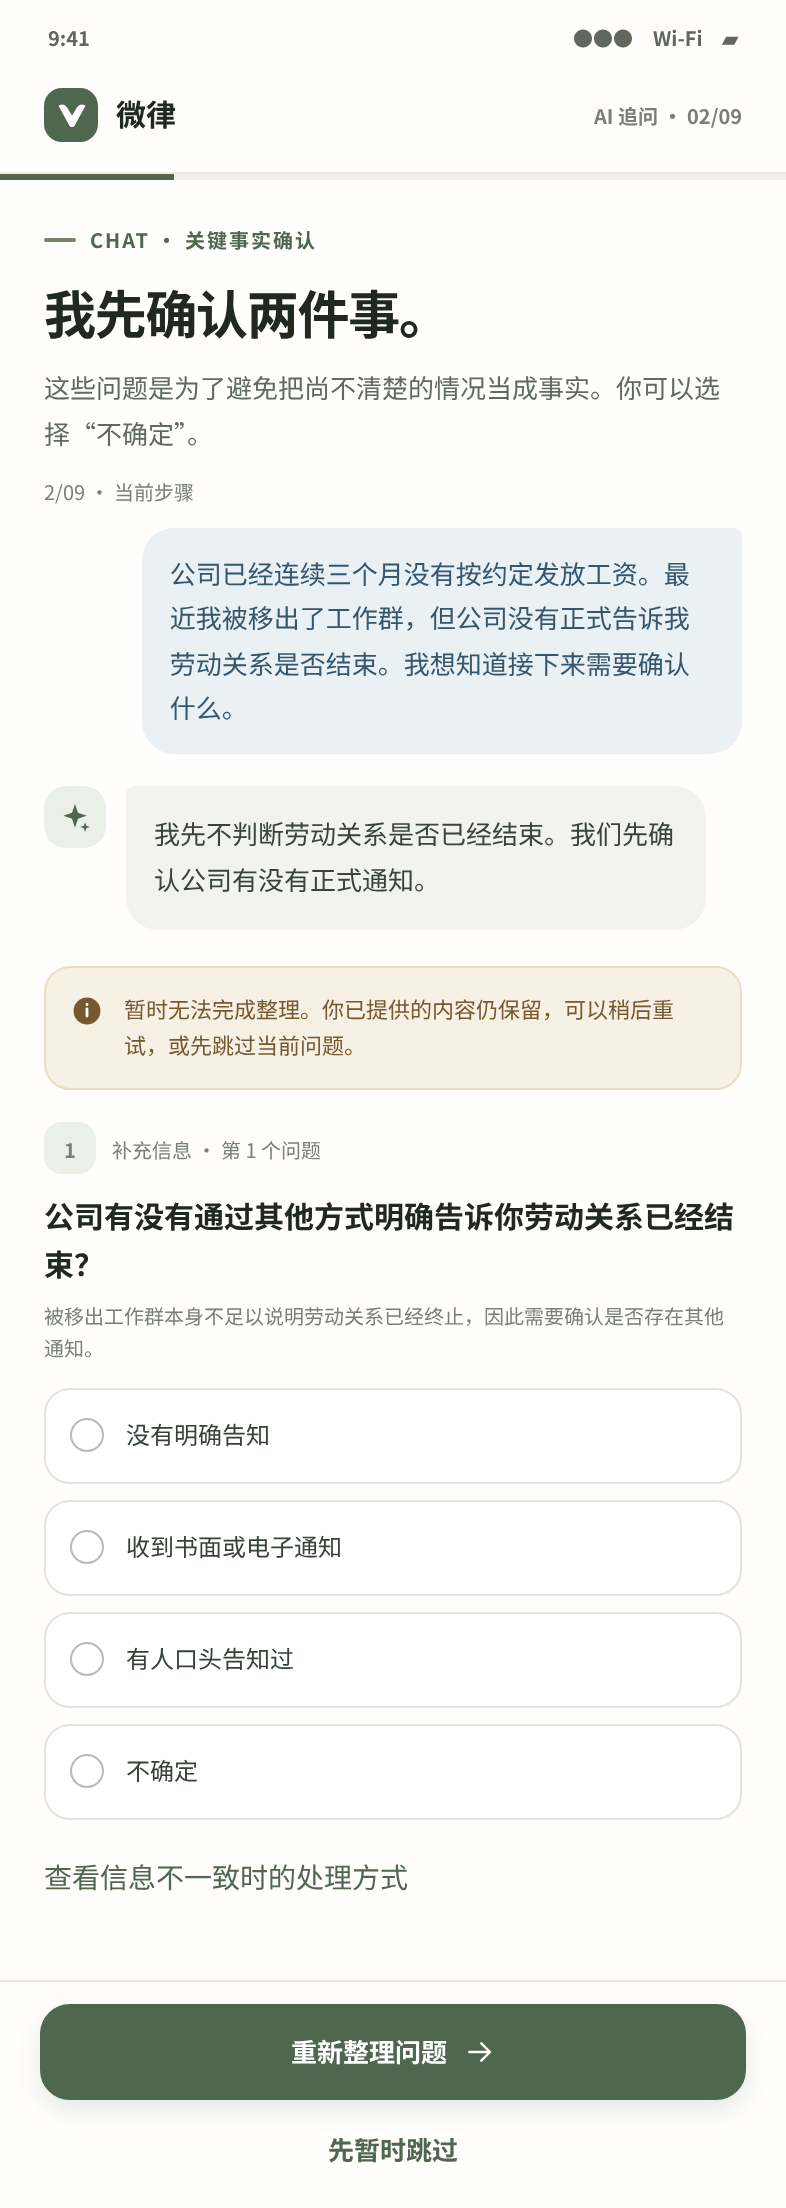 9:41
Wi-Fi
微律
AI 追问 · 02/09
CHAT · 关键事实确认
我先确认两件事。
这些问题是为了避免把尚不清楚的情况当成事实。你可以选
择“不确定”。
2/09 · 当前步骤
公司已经连续三个月没有按约定发放工资。最
近我被移出了工作群，但公司没有正式告诉我
劳动关系是否结束。我想知道接下来需要确认
什么。
我先不判断劳动关系是否已经结束。我们先确
认公司有没有正式通知。
暂时无法完成整理。你已提供的内容仍保留，可以稍后重
试，或先跳过当前问题。
1
补充信息 · 第 1 个问题
公司有没有通过其他方式明确告诉你劳动关系已经结
束？
被移出工作群本身不足以说明劳动关系已经终止，因此需要确认是否存在其他
通知。
没有明确告知
收到书面或电子通知
有人口头告知过
不确定
查看信息不一致时的处理方式
重新整理问题 →
先暂时跳过